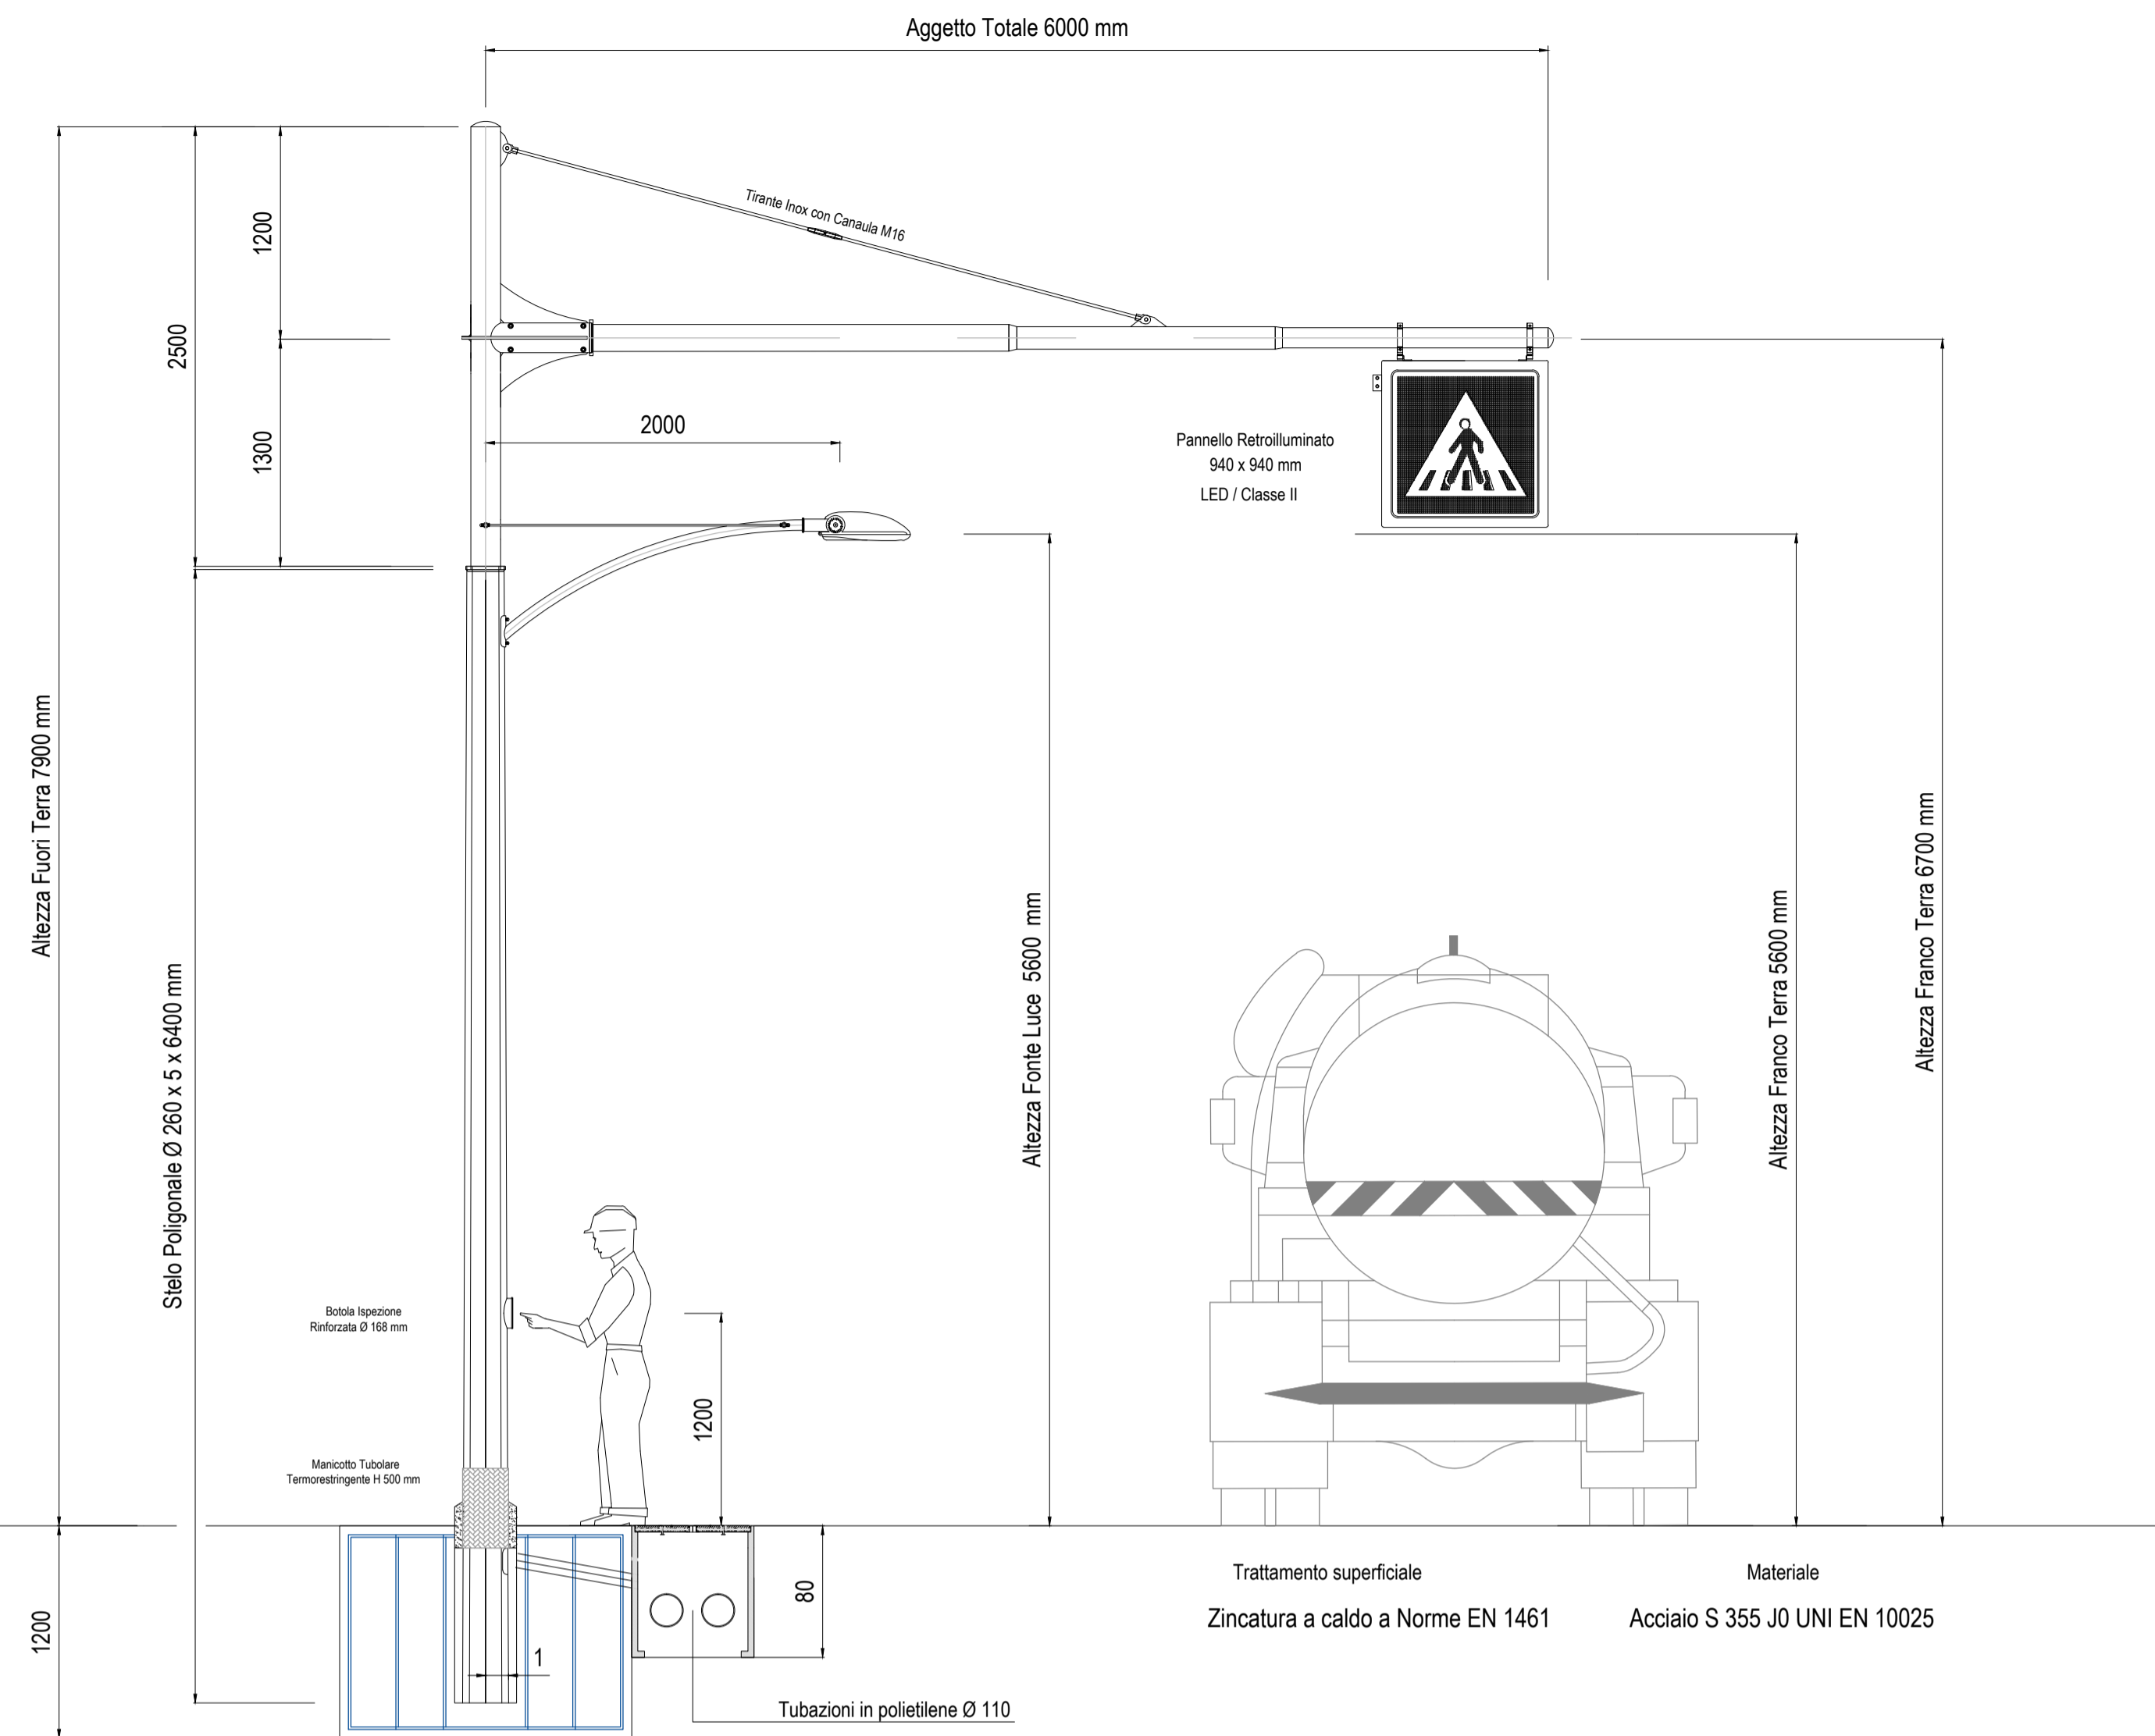 Aggetto Totale 6000 mm
Tirante Inox con Canaula M16
1200
2500
1300
2000
Pannello Retroilluminato
940 x 940 mm
LED / Classe II
Altezza Fuori Terra 7900 mm
Stelo Poligonale Ø 260 x 5 x 6400 mm
Altezza Fonte Luce 5600 mm
Altezza Franco Terra 5600 mm
Altezza Franco Terra 6700 mm
Botola Ispezione
Rinforzata Ø 168 mm
1200
Manicotto Tubolare
Termorestringente H 500 mm
1200
80
1
Tubazioni in polietilene Ø 110
Trattamento superficiale
Zincatura a caldo a Norme EN 1461
Materiale
Acciaio S 355 J0 UNI EN 10025